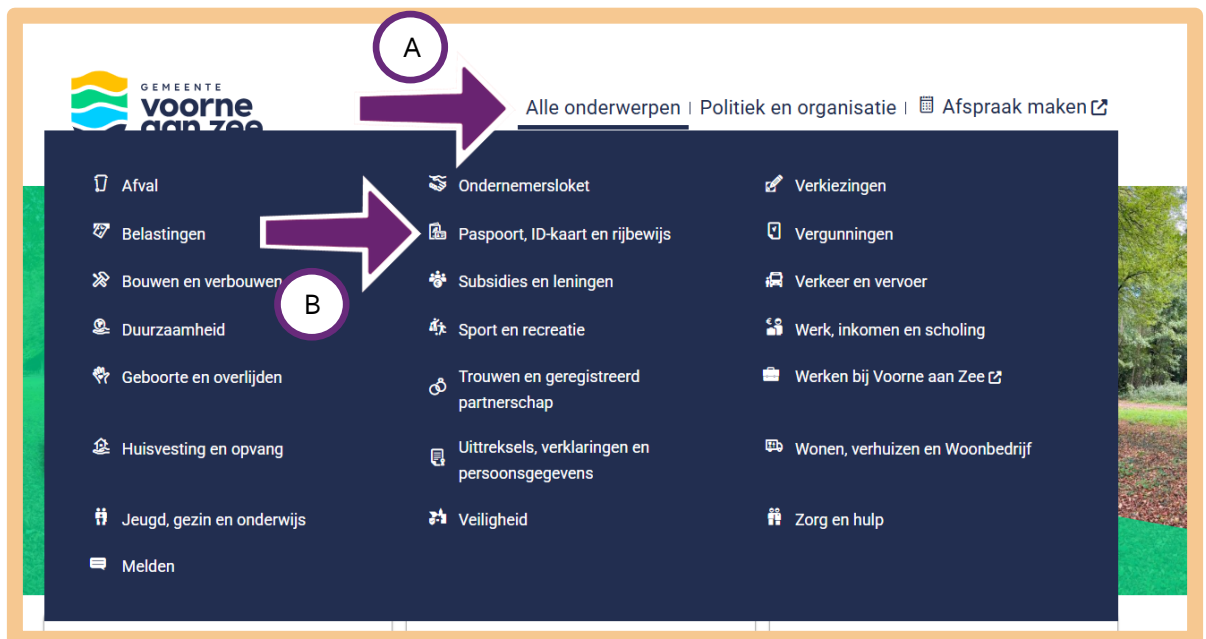 A
GEMEENTE
voorne
aan zee
Alle onderwerpen | Politiek en organisatie | Afspraak maken
Afval
Belastingen
Bouwen en verbouwen
Duurzaamheid
Geboorte en overlijden
Huisvesting en opvang
Jeugd, gezin en onderwijs
Melden
B
Ondernemersloket
Paspoort, ID-kaart en rijbewijs
Subsidies en leningen
Sport en recreatie
Trouwen en geregistreerd
partnerschap
Uittreksels, verklaringen en
persoonsgegevens
Veiligheid
Verkiezingen
Vergunningen
Verkeer en vervoer
Werk, inkomen en scholing
Werken bij Voorne aan Zee
Wonen, verhuizen en Woonbedrijf
Zorg en hulp